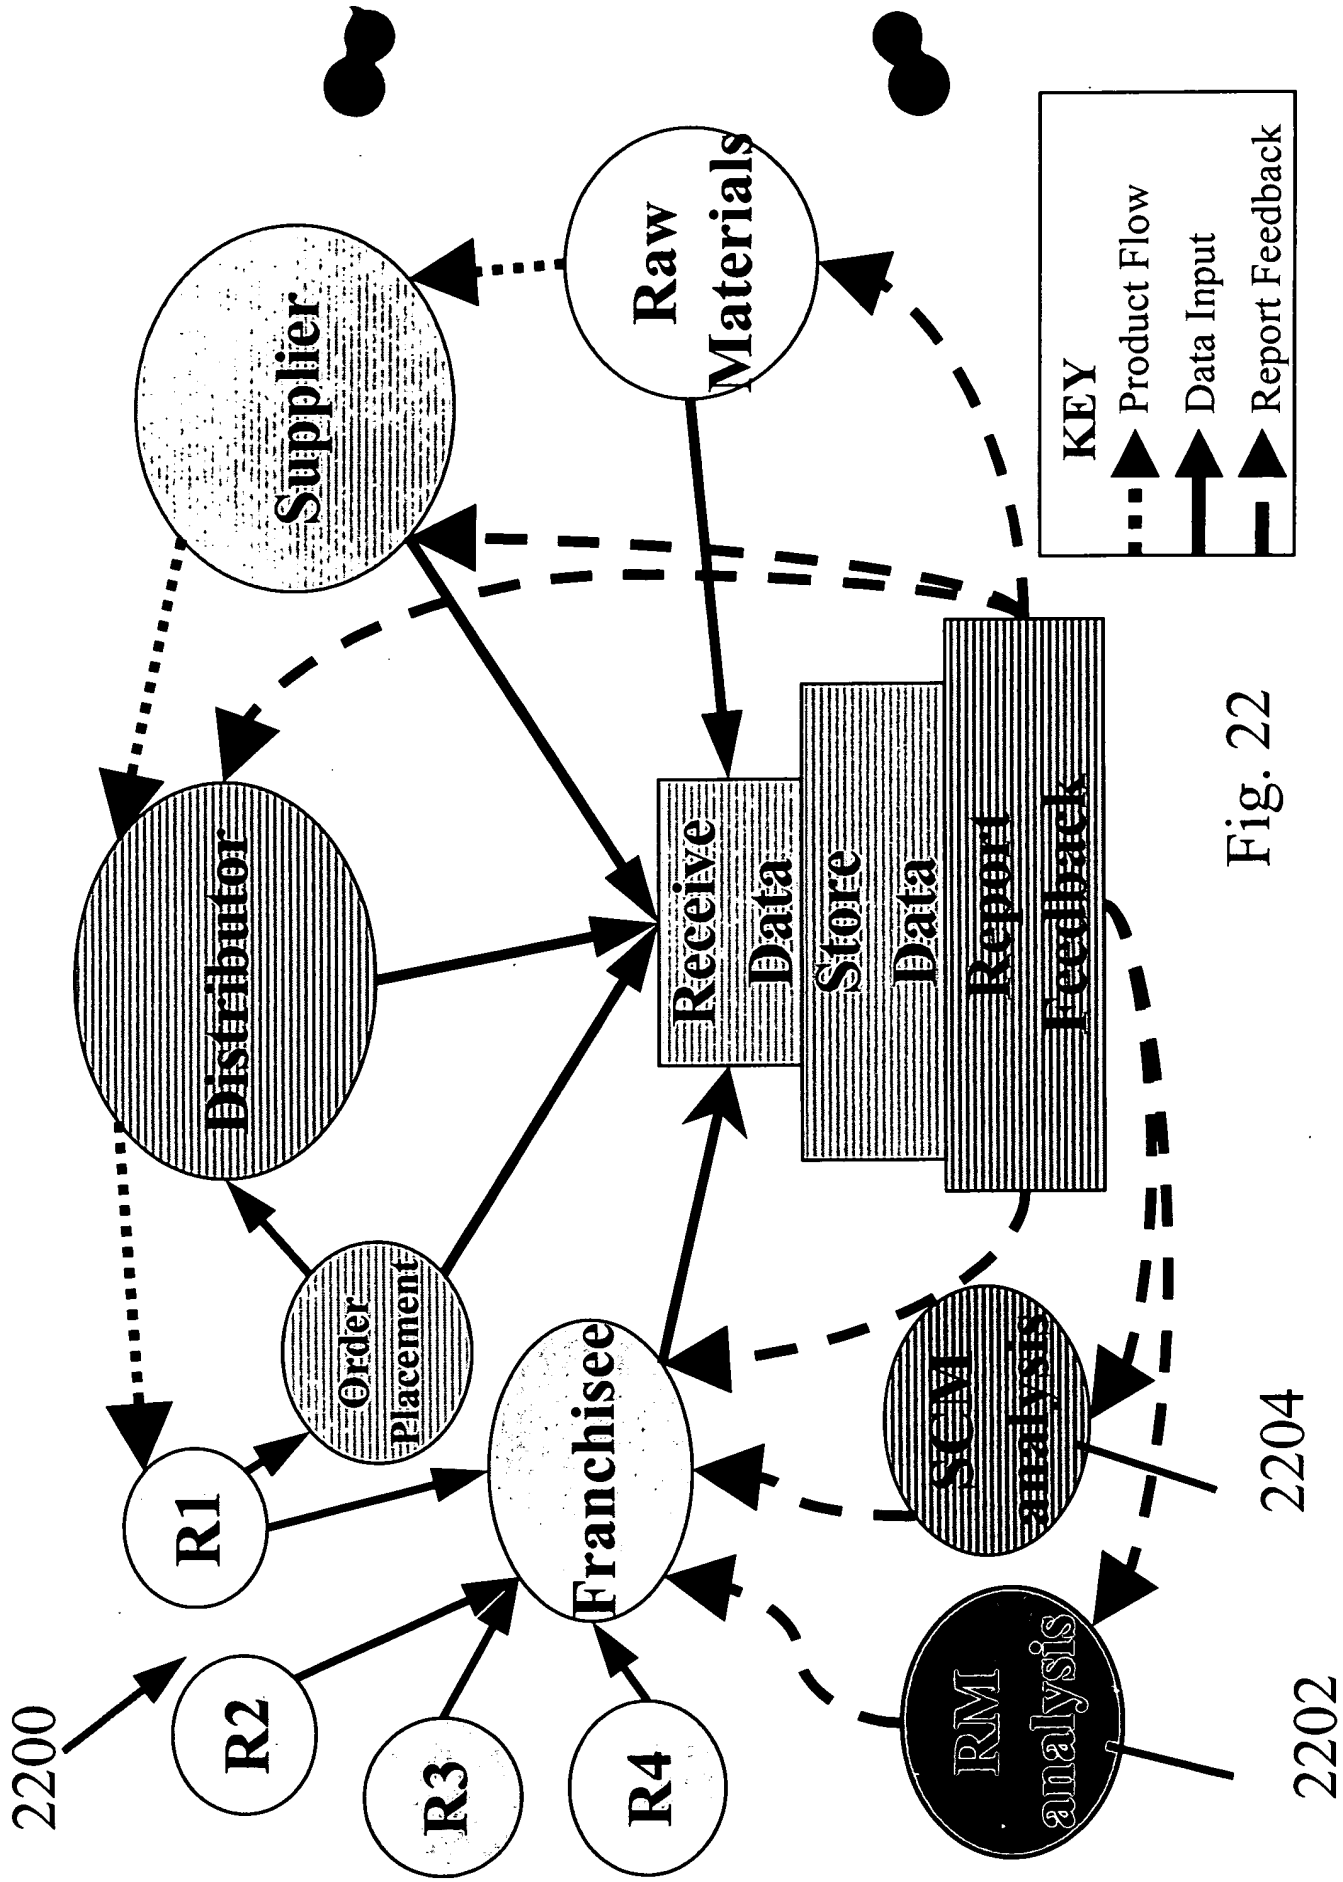 2200
R1
R2
R3
R4
Order
Placement
Distributor
Supplier
Franchisee
Raw
Materials
Receive
Data
Store
Data
Report
Feedback
RM
analysis
SCM
analysis
2202
2204
KEY
Product Flow
Data Input
Report Feedback
Fig. 22